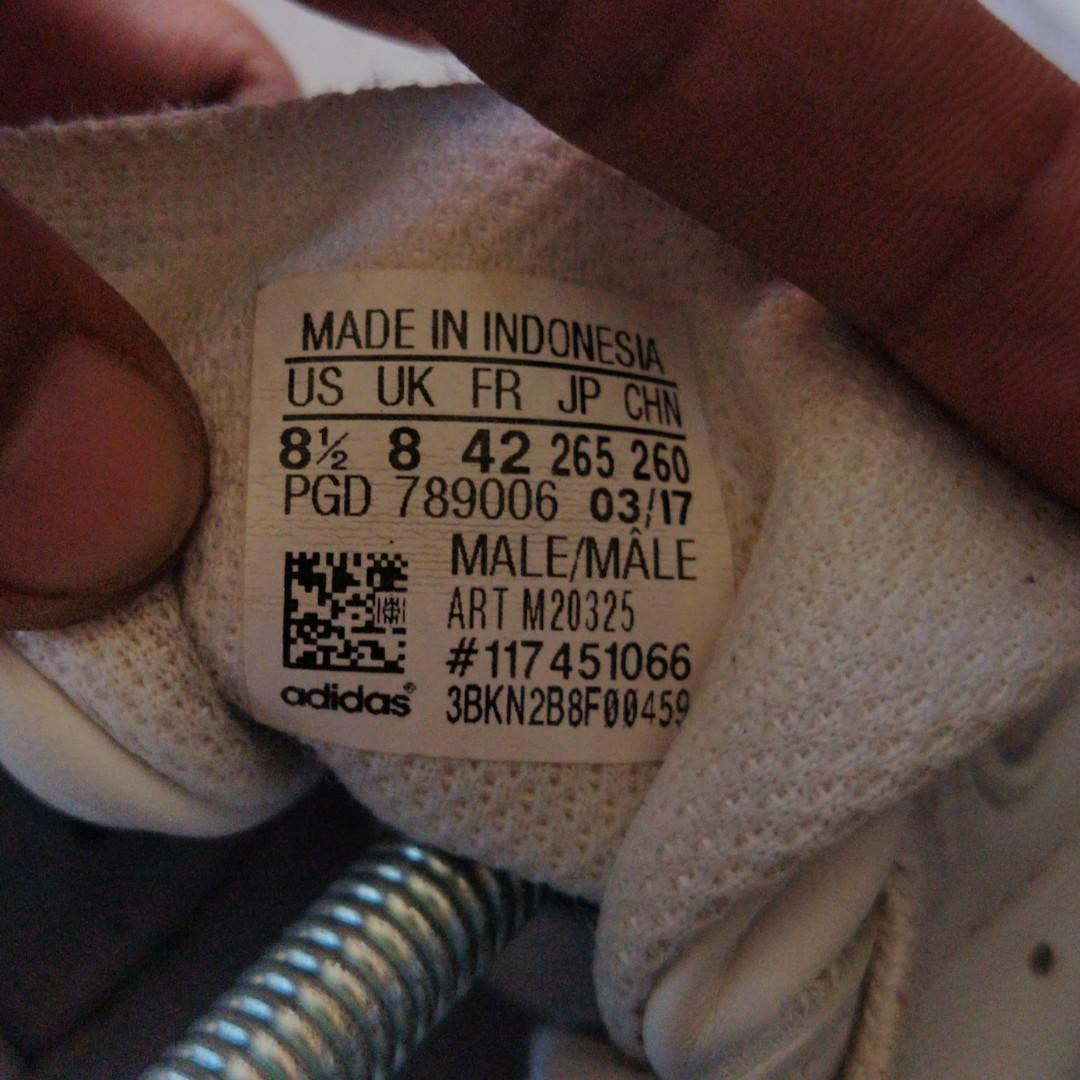 MADE IN INDONESIA
US UK FR JP CHN
8½ 8 42 265 260
PGD 789006 03/17
MALE/MÂLE
ART M20325
#117451066
adidas® 3BKN2B8F00459